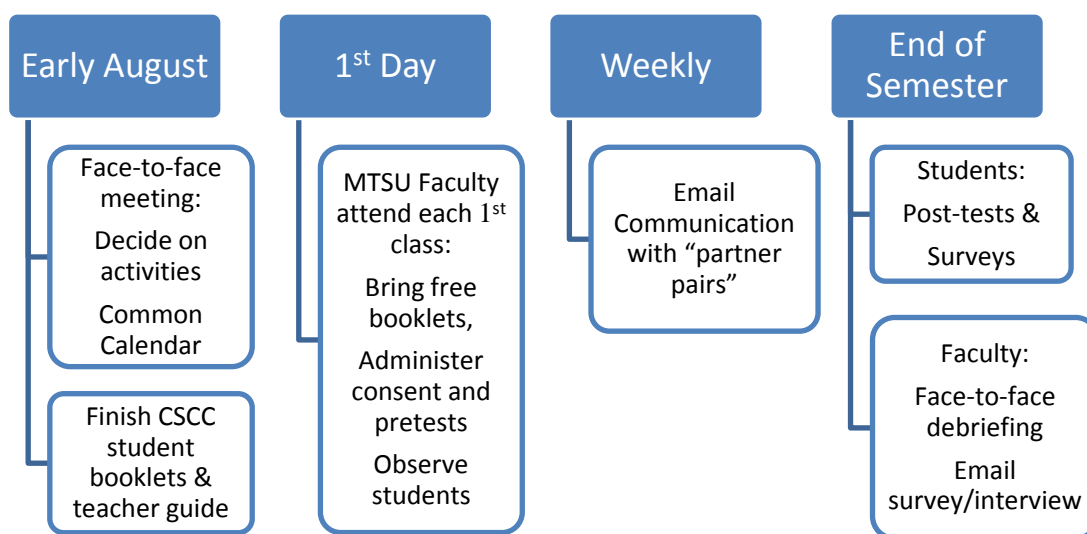 Early August
Face-to-face
meeting:
Decide on
activities
Common
Calendar
Finish CSCC
student
booklets &
teacher guide
1st Day
MTSU Faculty
attend each 1st
class:
Bring free
booklets,
Administer
consent and
pretests
Observe
students
Weekly
Email
Communication
with “partner
pairs”
End of
Semester
Students:
Post-tests &
Surveys
Faculty:
Face-to-face
debriefing
Email
survey/interview